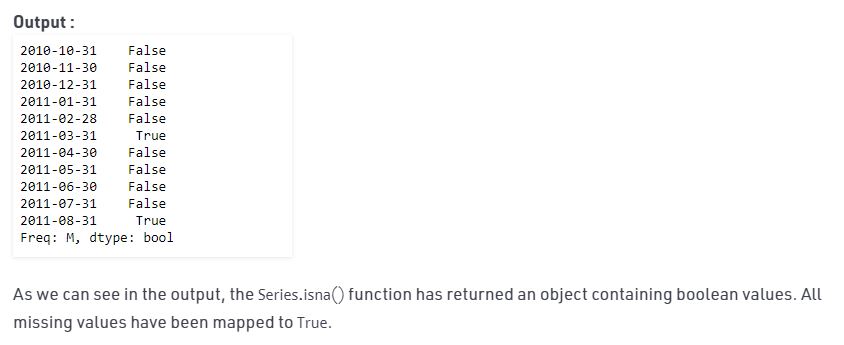 Output :
2010-10-31    False
2010-11-30    False
2010-12-31    False
2011-01-31    False
2011-02-28    False
2011-03-31     True
2011-04-30    False
2011-05-31    False
2011-06-30    False
2011-07-31    False
2011-08-31     True
Freq: M, dtype: bool
As we can see in the output, the Series.isna() function has returned an object containing boolean values. All
missing values have been mapped to True.